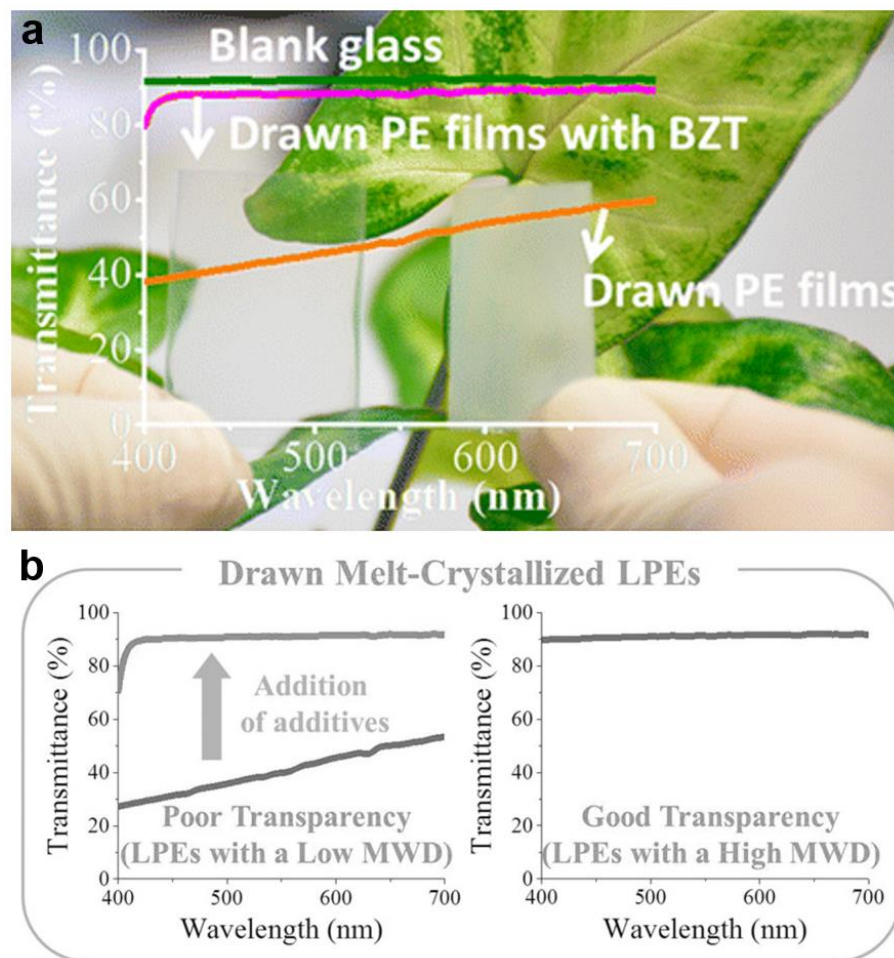 a
100
80
60
40
20
0
Transmittance (%)
Blank glass
Drawn PE films with BZT
Drawn PE films
400 500 600 700
Wavelength (nm)
b
Drawn Melt-Crystallized LPEs
100
80
60
40
20
0
Transmittance (%)
Addition
of additives
Poor Transparency
(LPEs with a Low MWD)
400 500 600 700
Wavelength (nm)
100
80
60
40
20
0
Transmittance (%)
Good Transparency
(LPEs with a High MWD)
400 500 600 700
Wavelength (nm)